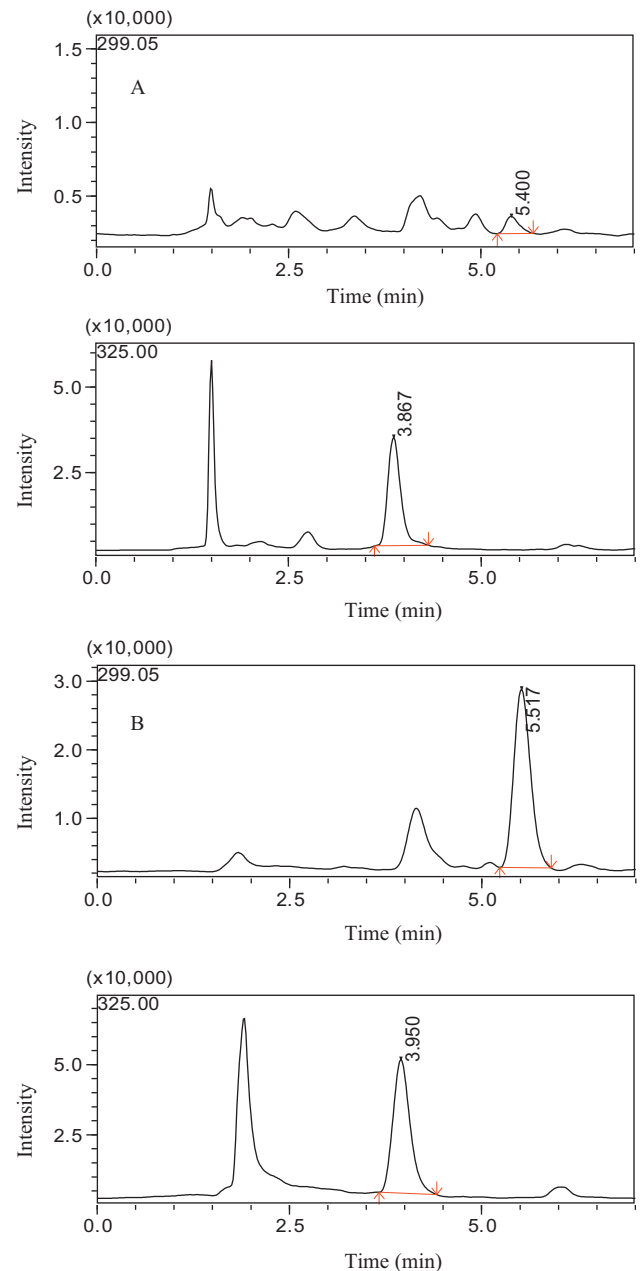 (x10,000)
299.05
A
1.5
1.0
0.5
5.400
Intensity
0.0 2.5 5.0
Time (min)
(x10,000)
325.00
5.0
2.5
3.867
Intensity
0.0 2.5 5.0
Time (min)
(x10,000)
299.05
B
3.0
2.0
1.0
5.517
Intensity
0.0 2.5 5.0
Time (min)
(x10,000)
325.00
5.0
2.5
3.950
Intensity
0.0 2.5 5.0
Time (min)